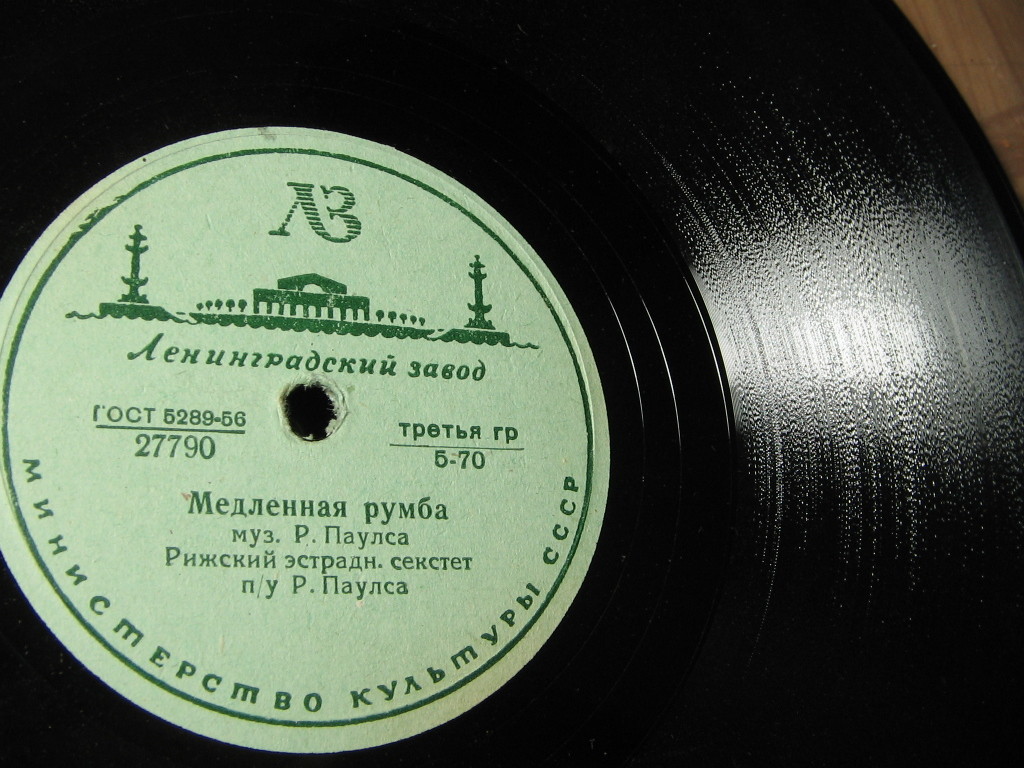 ЛЗ
Ленинградский завод
ГОСТ 5289-56
27790
третья гр
5-70
Медленная румба
муз. Р. Паулса
Рижский эстрадн. секстет
п/у Р. Паулса
МИНИСТЕРСТВО КУЛЬТУРЫ СССР